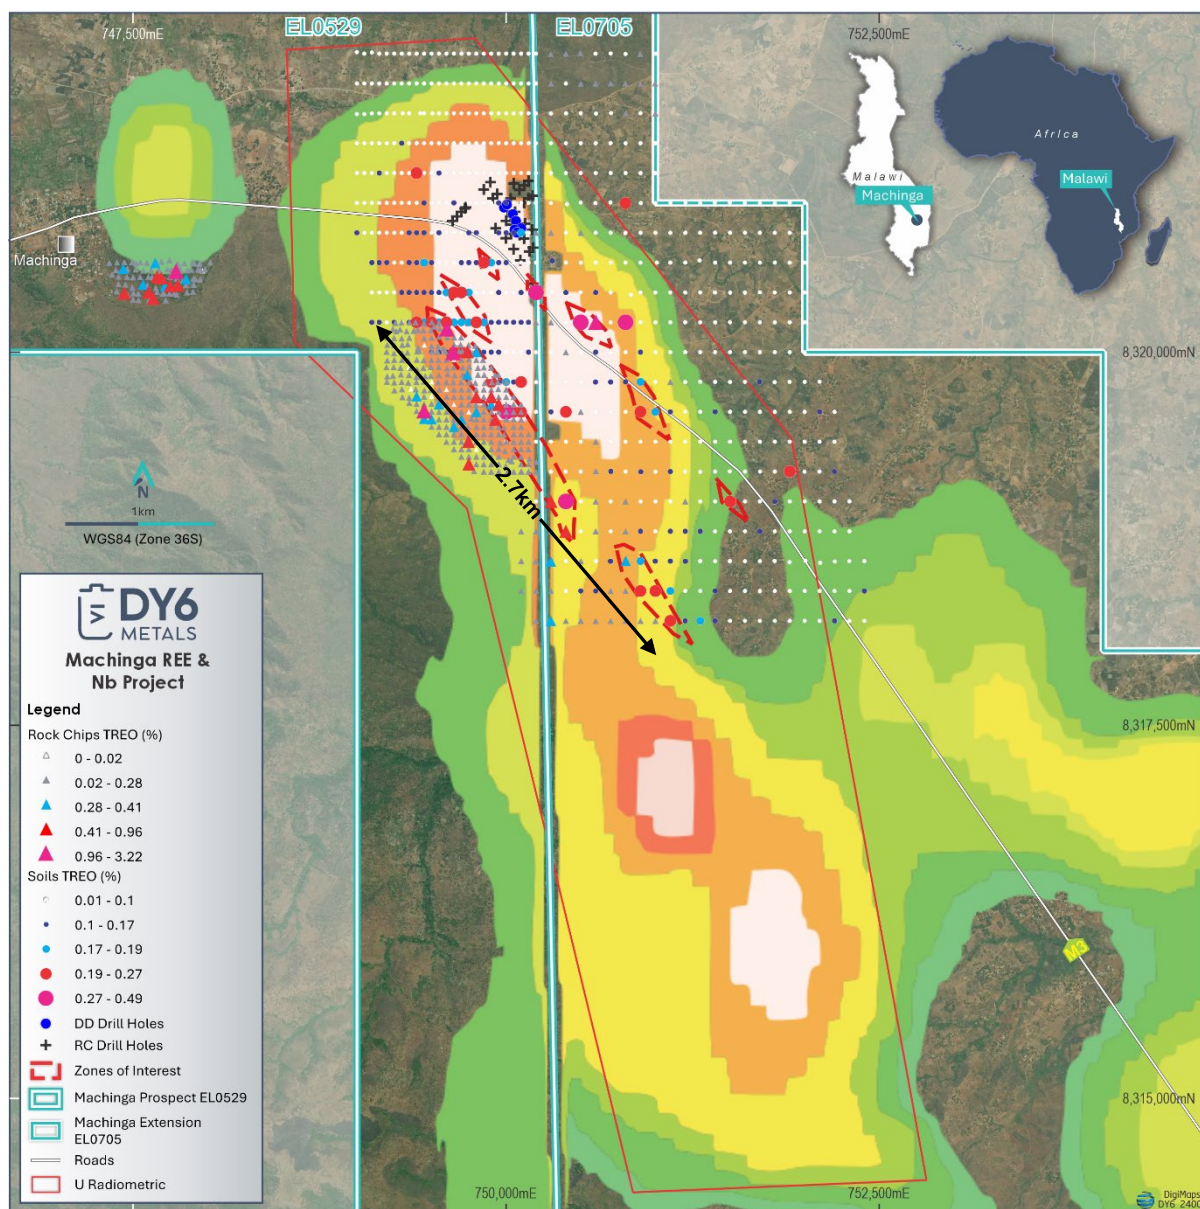 EL0529
EL0705
747,500mE
752,500mE
Africa
Malawi
Machinga
Malawi
Machinga
8,320,000mN
2.7km
N
1km
WGS84 (Zone 36S)
DY6
METALS
Machinga REE &
Nb Project
Legend
Rock Chips TREO (%)
0 - 0.02
0.02 - 0.28
0.28 - 0.41
0.41 - 0.96
0.96 - 3.22
Soils TREO (%)
0.01 - 0.1
0.1 - 0.17
0.17 - 0.19
0.19 - 0.27
0.27 - 0.49
DD Drill Holes
RC Drill Holes
Zones of Interest
Machinga Prospect EL0529
Machinga Extension
EL0705
Roads
U Radiometric
8,317,500mN
M3
8,315,000mN
750,000mE
752,500mE
DigiMaps
DY6_2400